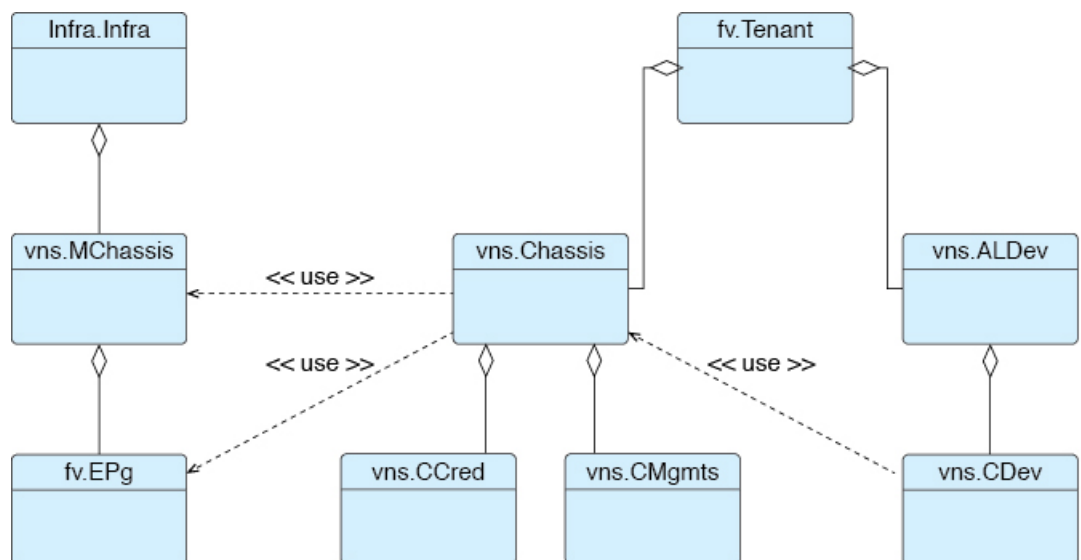 Infra.Infra
fv.Tenant
vns.MChassis
vns.Chassis
vns.ALDev
<< use >>
<< use >>
<< use >>
fv.EPg
vns.CCred
vns.CMgmts
vns.CDev